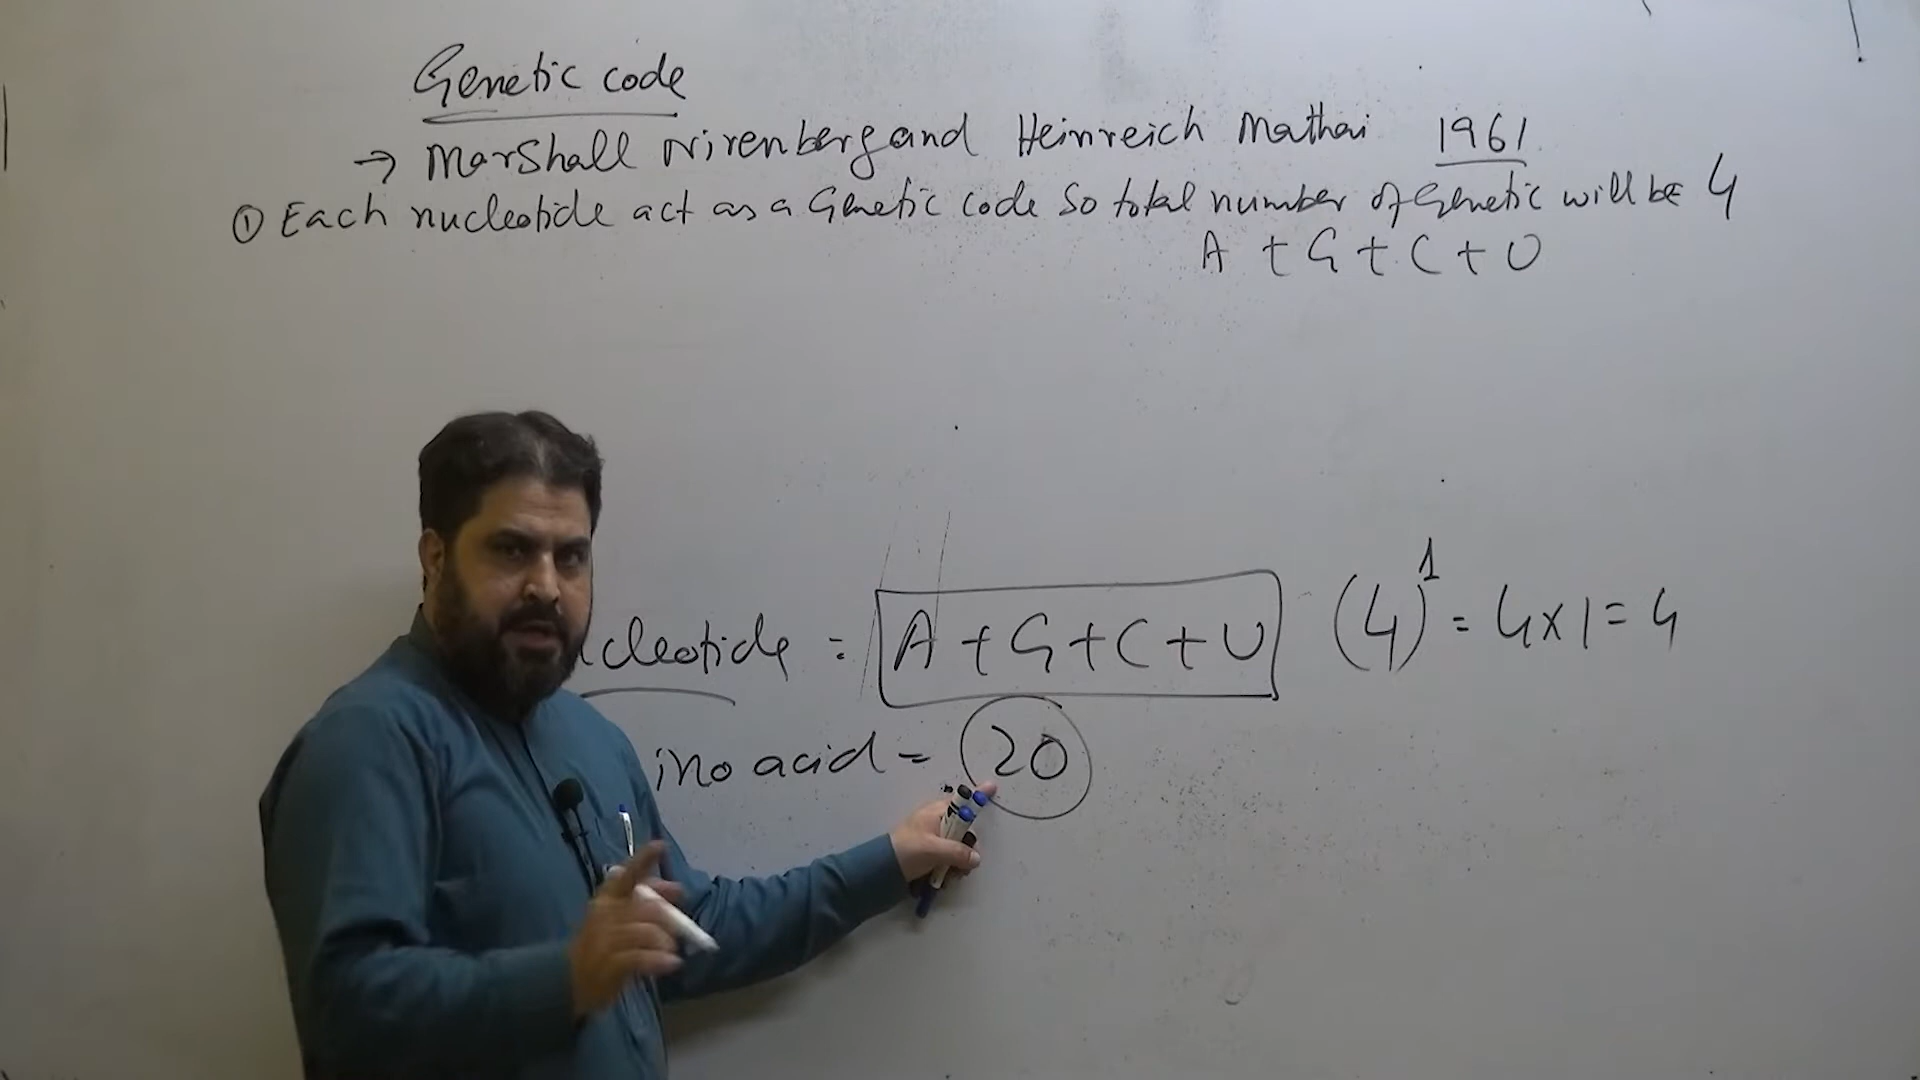 Genetic code
→ Marshall Nirenberg and Heinreich Mathai 1961
① Each nucleotide act as a Genetic code So total number of Genetic will be 4
A + G + C + U
cleotide = A + G + C + U (4)¹ = 4 x 1 = 4
ino acid = 20